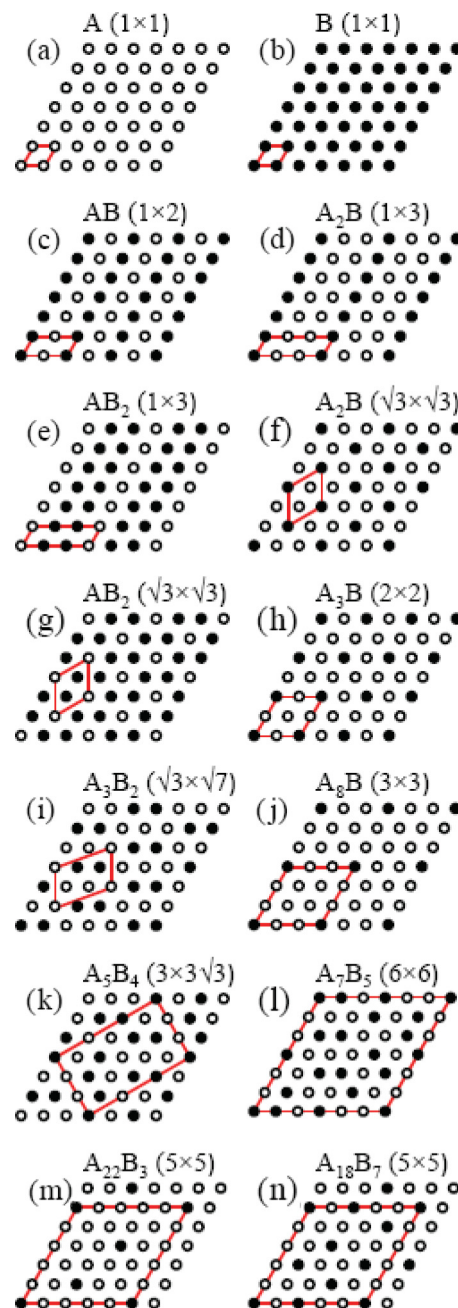 A (1×1) B (1×1)
(a) (b)
AB (1×2) A₂B (1×3)
(c) (d)
AB₂ (1×3) A₂B (√3×√3)
(e) (f)
AB₂ (√3×√3) A₃B (2×2)
(g) (h)
A₃B₂ (√3×√7) A₈B (3×3)
(i) (j)
A₅B₄ (3×3√3) A₇B₅ (6×6)
(k) (l)
A₂₂B₃ (5×5) A₁₈B₇ (5×5)
(m) (n)